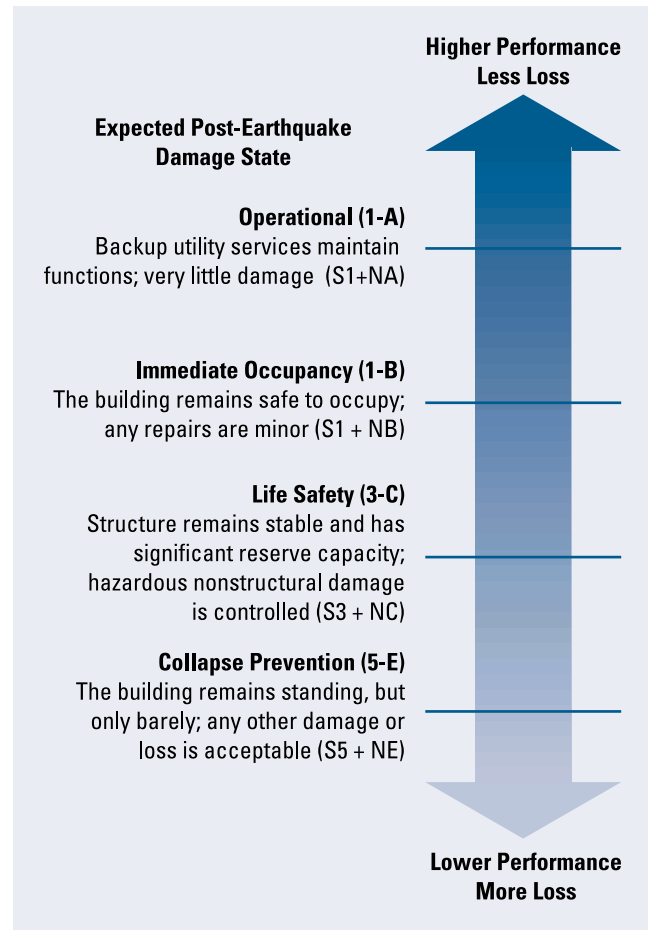 Higher Performance
Less Loss
Expected Post-Earthquake
Damage State
Operational (1-A)
Backup utility services maintain
functions; very little damage (S1+NA)
Immediate Occupancy (1-B)
The building remains safe to occupy;
any repairs are minor (S1 + NB)
Life Safety (3-C)
Structure remains stable and has
significant reserve capacity;
hazardous nonstructural damage
is controlled (S3 + NC)
Collapse Prevention (5-E)
The building remains standing, but
only barely; any other damage or
loss is acceptable (S5 + NE)
Lower Performance
More Loss